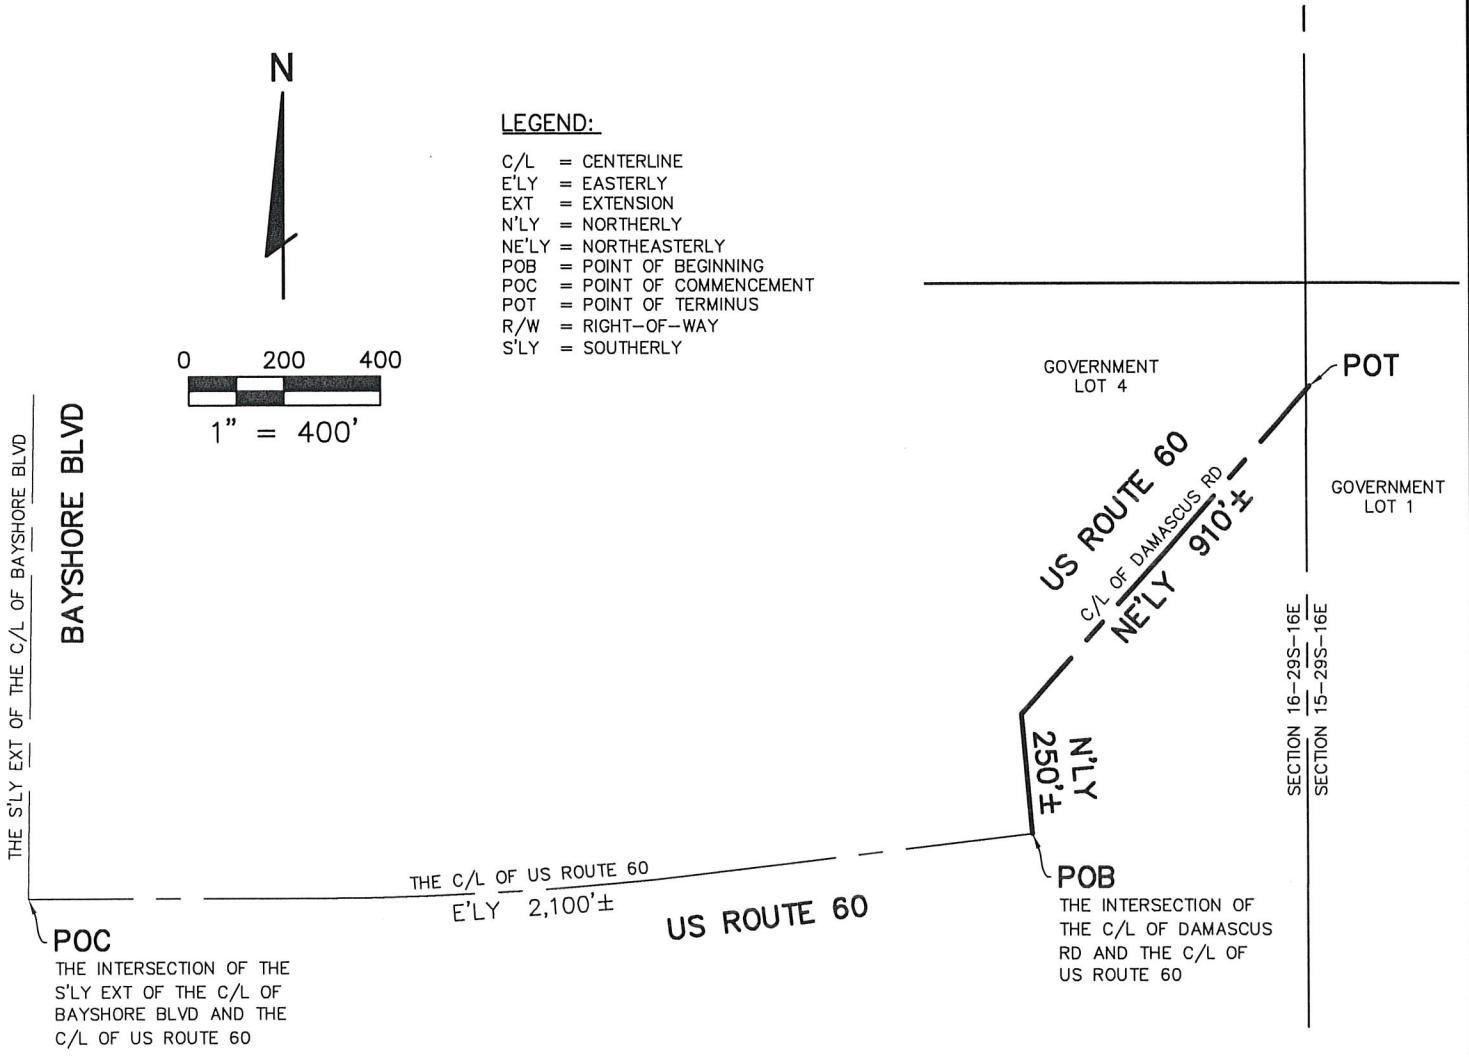 N
0 200 400
1" = 400'
LEGEND:
C/L = CENTERLINE
E'LY = EASTERLY
EXT = EXTENSION
N'LY = NORTHERLY
NE'LY = NORTHEASTERLY
POB = POINT OF BEGINNING
POC = POINT OF COMMENCEMENT
POT = POINT OF TERMINUS
R/W = RIGHT-OF-WAY
S'LY = SOUTHERLY
THE S'LY EXT OF THE C/L OF BAYSHORE BLVD
BAYSHORE BLVD
GOVERNMENT
LOT 4
POT
GOVERNMENT
LOT 1
US ROUTE 60
C/L OF DAMASCUS RD
NE'LY 910'±
SECTION 16-29S-16E
SECTION 15-29S-16E
N'LY
250'±
THE C/L OF US ROUTE 60
E'LY 2,100'±
US ROUTE 60
POB
THE INTERSECTION OF
THE C/L OF DAMASCUS
RD AND THE C/L OF
US ROUTE 60
POC
THE INTERSECTION OF THE
S'LY EXT OF THE C/L OF
BAYSHORE BLVD AND THE
C/L OF US ROUTE 60